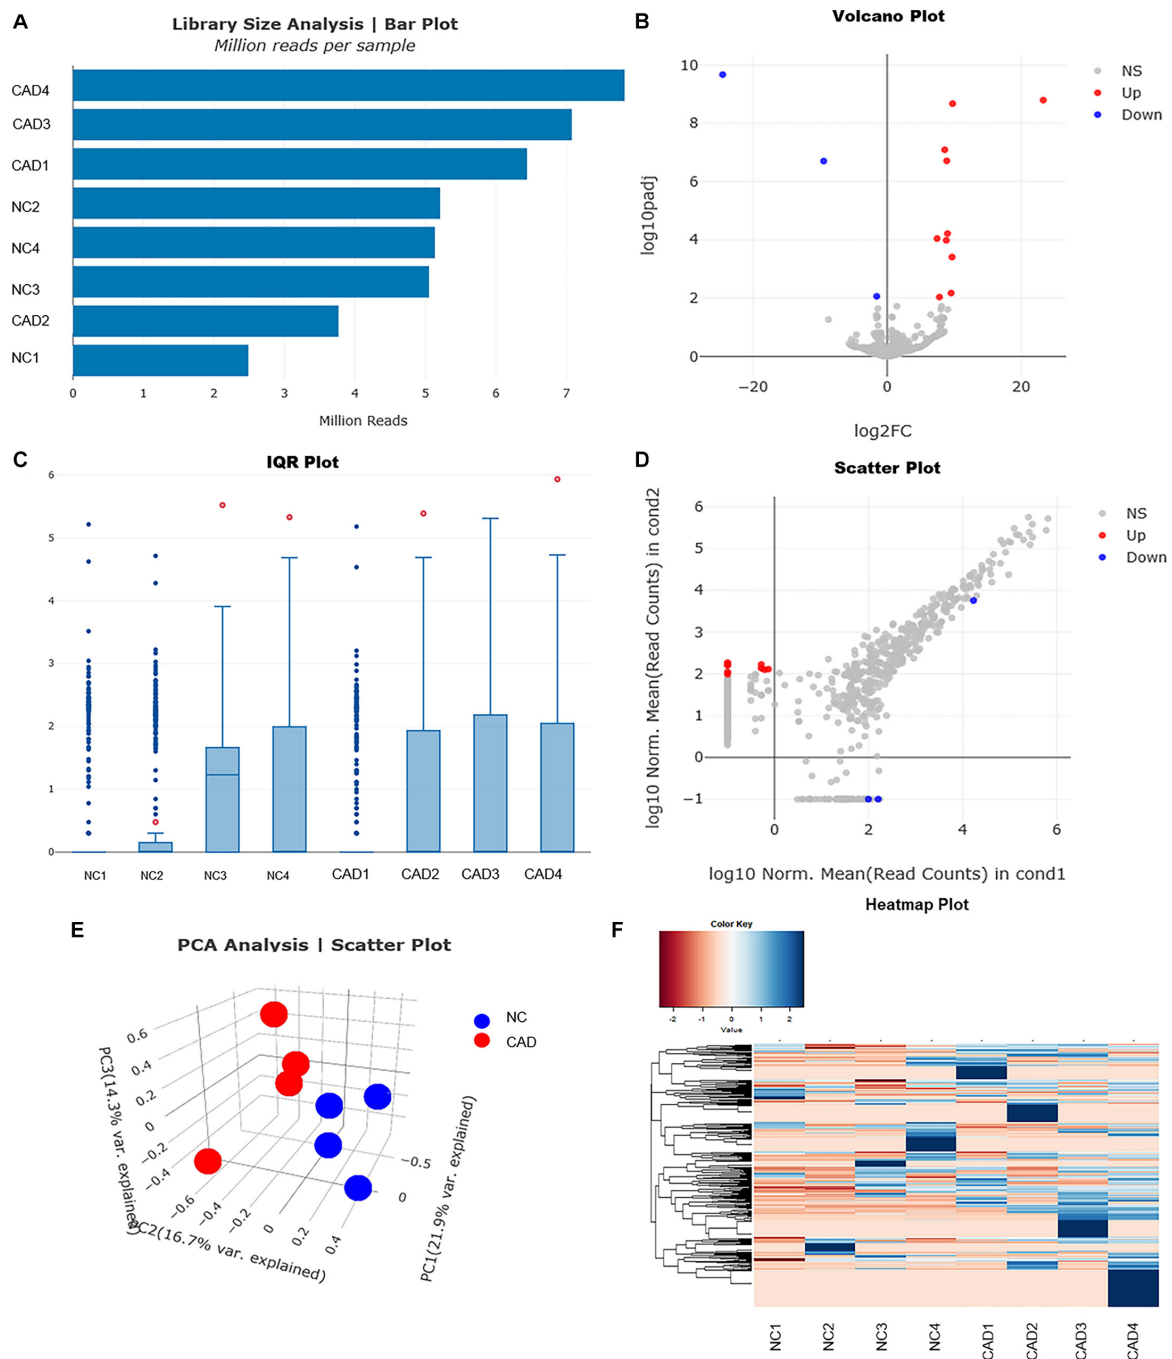 A
Library Size Analysis | Bar Plot
Million reads per sample
CAD4
CAD3
CAD1
NC2
NC4
NC3
CAD2
NC1
0 1 2 3 4 5 6 7
Million Reads
B
Volcano Plot
10
8
6
4
2
0
−20 0 20
log10padj
log2FC
NS
Up
Down
C
IQR Plot
6
5
4
3
2
1
0
NC1 NC2 NC3 NC4 CAD1 CAD2 CAD3 CAD4
D
Scatter Plot
log10 Norm. Mean(Read Counts) in cond2
6
5
4
3
2
1
0
−1
0 2 4 6
log10 Norm. Mean(Read Counts) in cond1
NS
Up
Down
E
PCA Analysis | Scatter Plot
NC
CAD
0.6
0.4
0.2
0
−0.2
−0.4
PC3(14.3% var. explained)
−0.6
−0.4
−0.2
0
0.2
0.4
C2(16.7% var. explained)
−0.5
0
PC1(21.9% var. explained)
F
Heatmap Plot
Color Key
-2 -1 0 1 2
Value
NC1 NC2 NC3 NC4 CAD1 CAD2 CAD3 CAD4